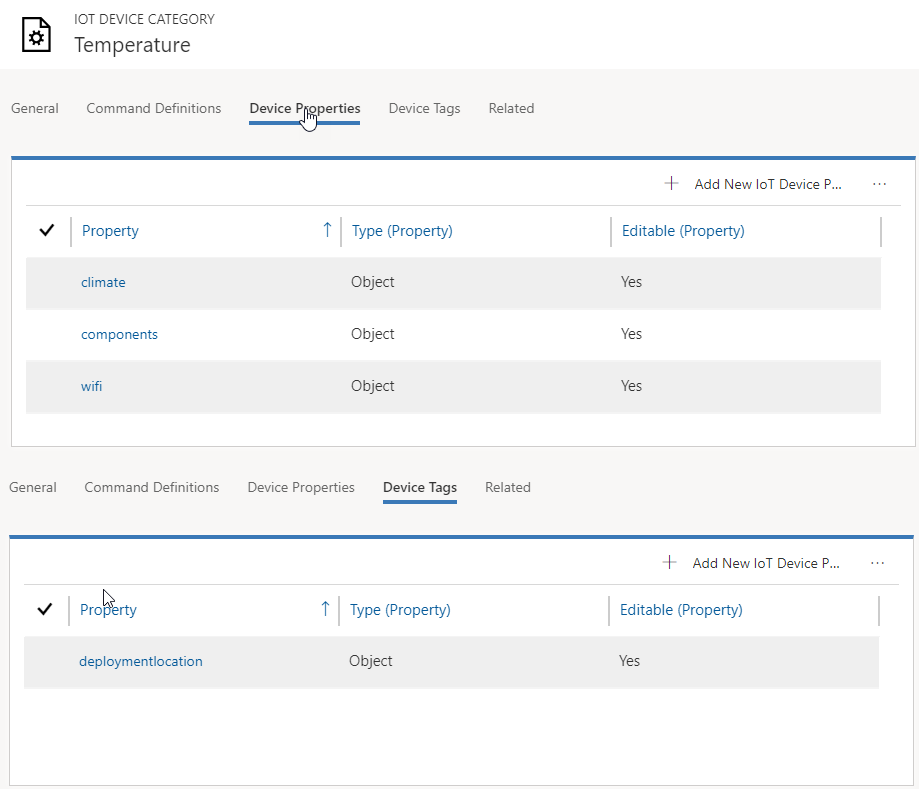 IOT DEVICE CATEGORY
Temperature
General Command Definitions Device Properties Device Tags Related
Add New IoT Device P...
Property Type (Property) Editable (Property)
climate Object Yes
components Object Yes
wifi Object Yes
General Command Definitions Device Properties Device Tags Related
Add New IoT Device P...
Property Type (Property) Editable (Property)
deploymentlocation Object Yes